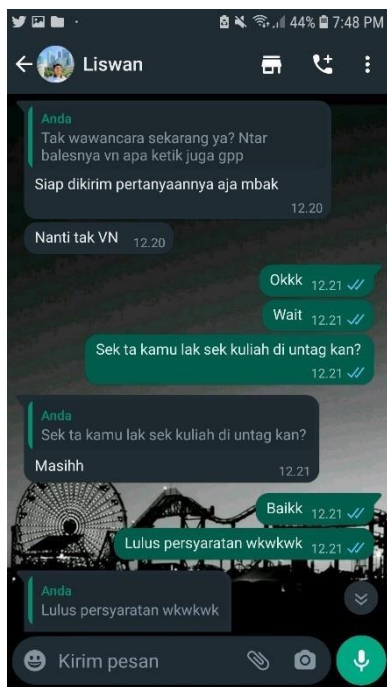 44% 7:48 PM
Liswan
Anda
Tak wawancara sekarang ya? Ntar
balesnya vn apa ketik juga gpp
Siap dikirim pertanyaannya aja mbak
12.20
Nanti tak VN 12.20
Okkk 12.21
Wait 12.21
Sek ta kamu lak sek kuliah di untag kan?
12.21
Anda
Sek ta kamu lak sek kuliah di untag kan?
Masihh
12.21
Baikk 12.21
Lulus persyaratan wkwkwk 12.21
Anda
Lulus persyaratan wkwkwk
Kirim pesan